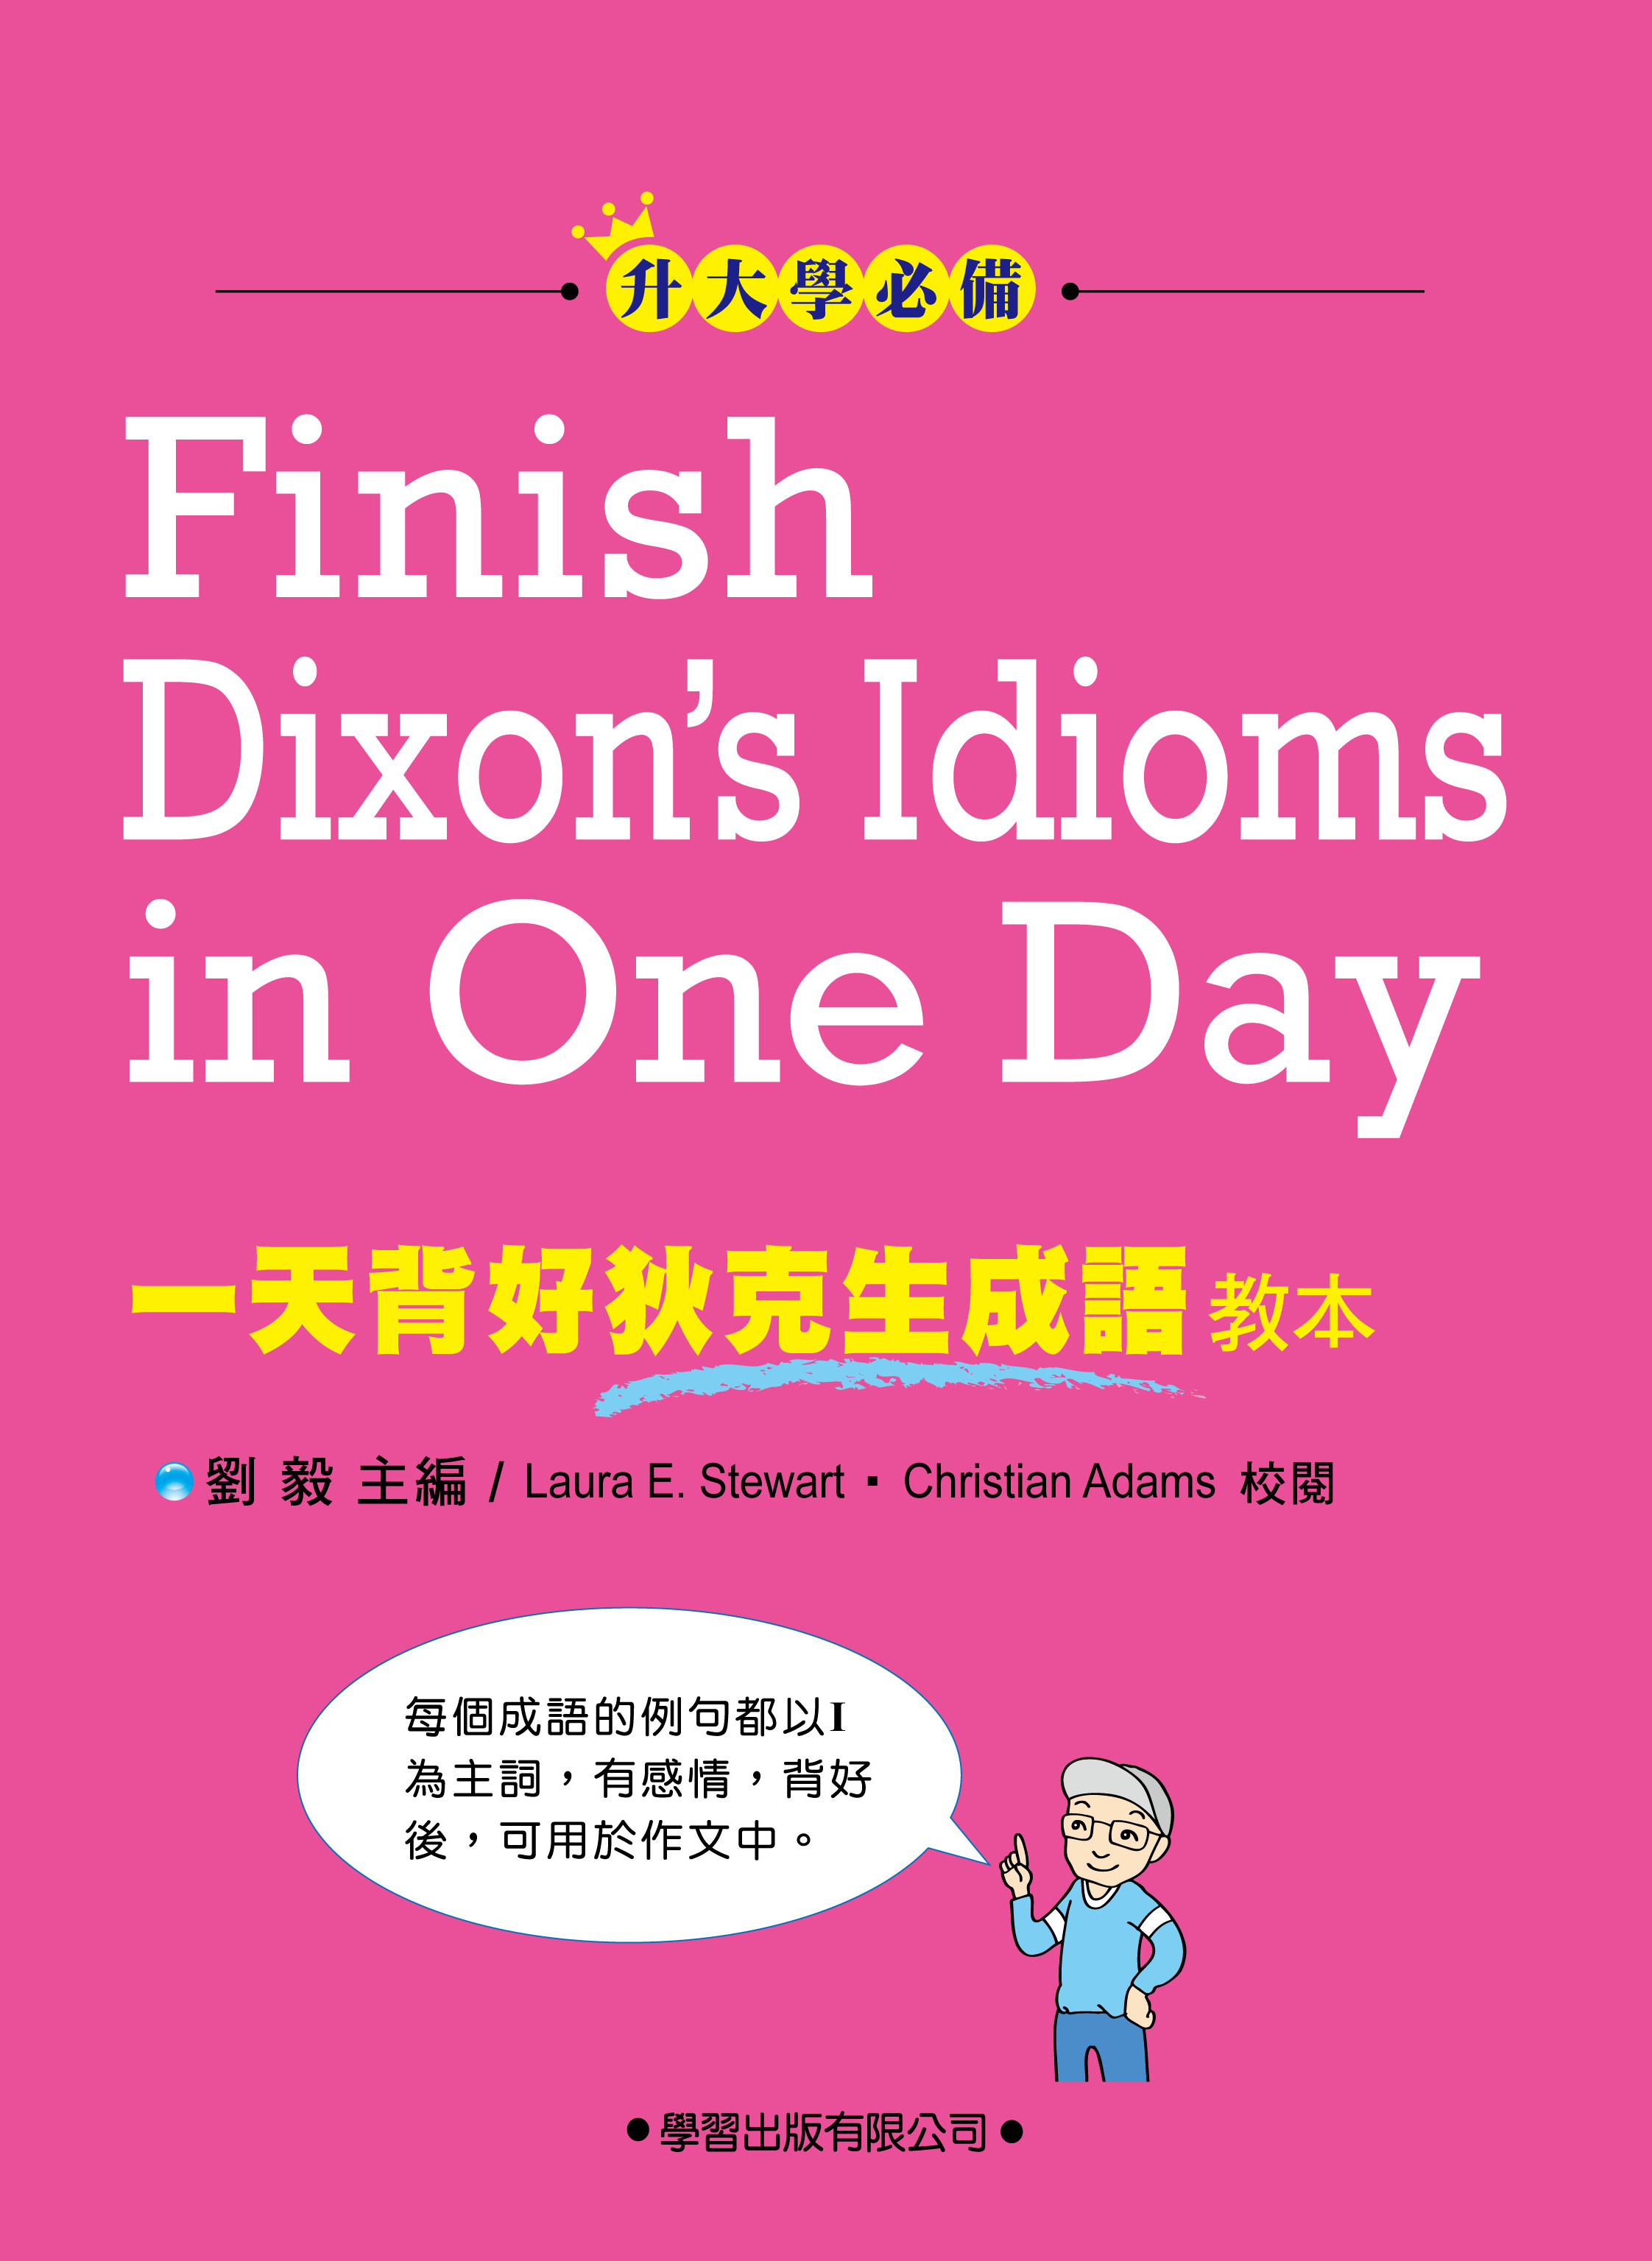 升大學必備
Finish
Dixon's Idioms
in One Day
一天背好狄克生成語 教本
劉 毅 主編 / Laura E. Stewart ▪ Christian Adams 校閱
每個成語的例句都以I
為主詞，有感情，背好
後，可用於作文中。
●學習出版有限公司●